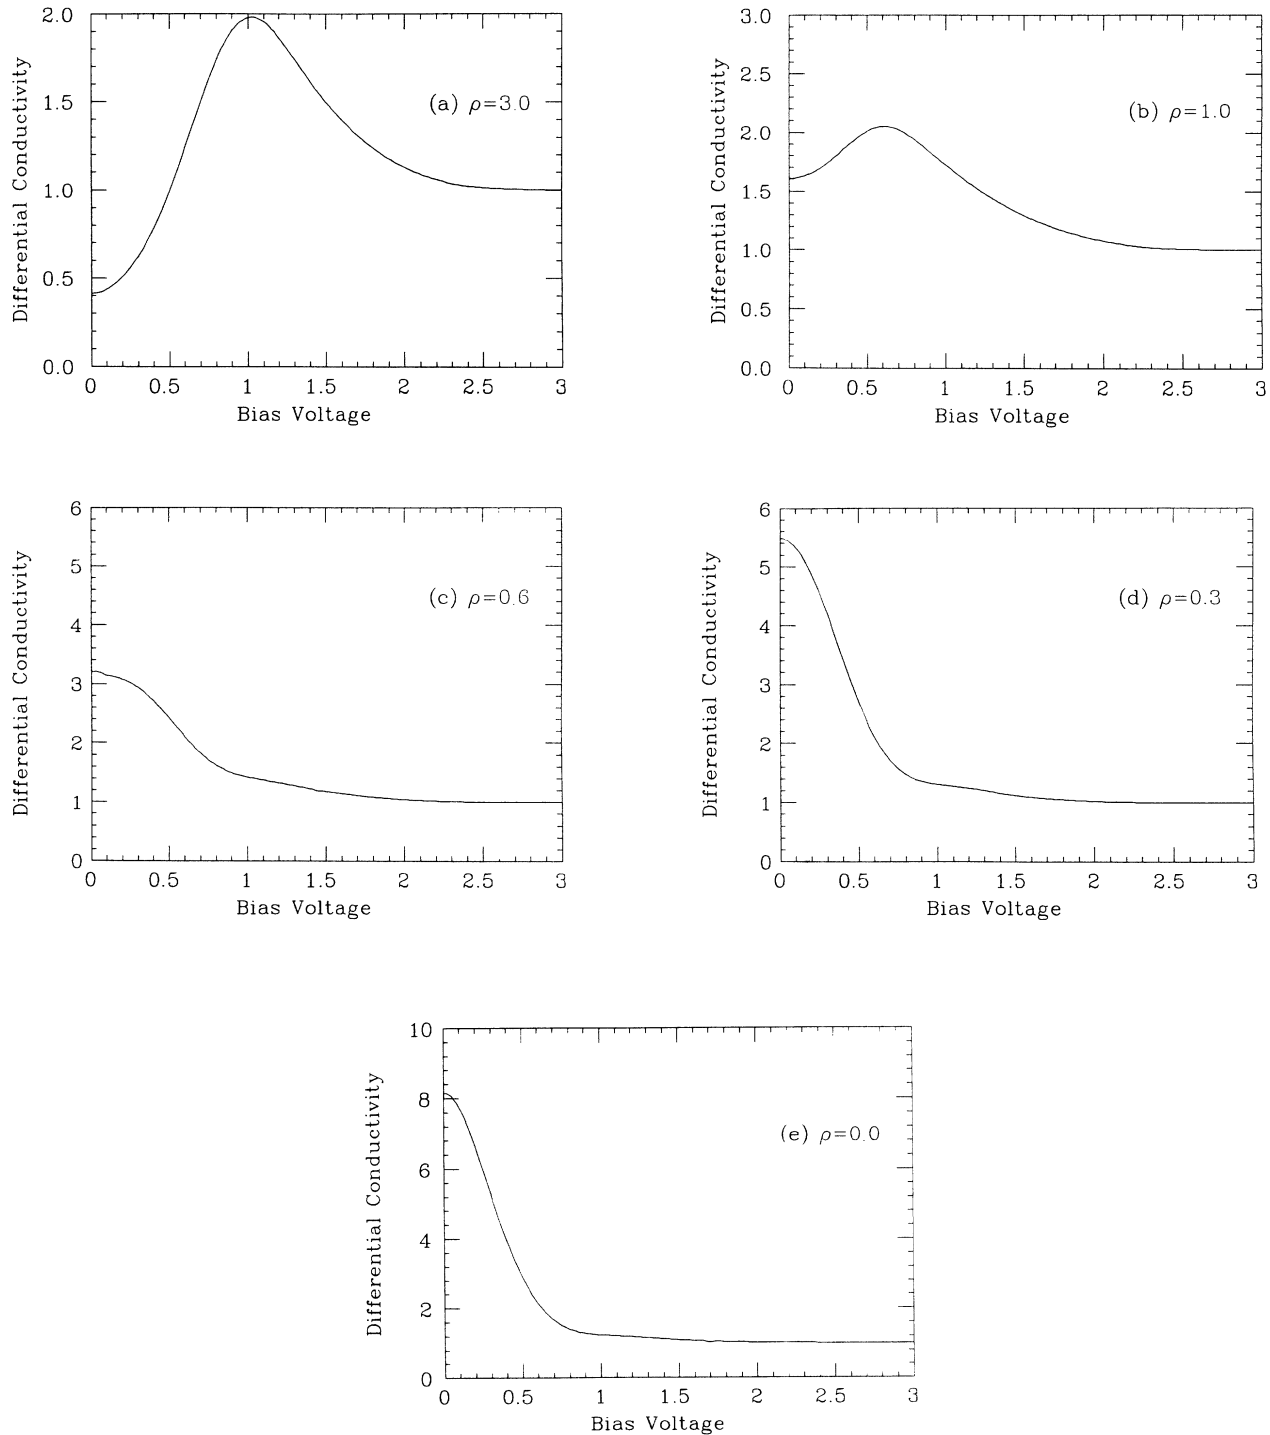 2.0
1.5
1.0
0.5
0.0
Differential Conductivity
(a) ρ=3.0
0 0.5 1 1.5 2 2.5 3
Bias Voltage
3.0
2.5
2.0
1.5
1.0
0.5
0.0
Differential Conductivity
(b) ρ=1.0
0 0.5 1 1.5 2 2.5 3
Bias Voltage
6
5
4
3
2
1
0
Differential Conductivity
(c) ρ=0.6
0 0.5 1 1.5 2 2.5 3
Bias Voltage
6
5
4
3
2
1
0
Differential Conductivity
(d) ρ=0.3
0 0.5 1 1.5 2 2.5 3
Bias Voltage
10
8
6
4
2
0
Differential Conductivity
(e) ρ=0.0
0 0.5 1 1.5 2 2.5 3
Bias Voltage